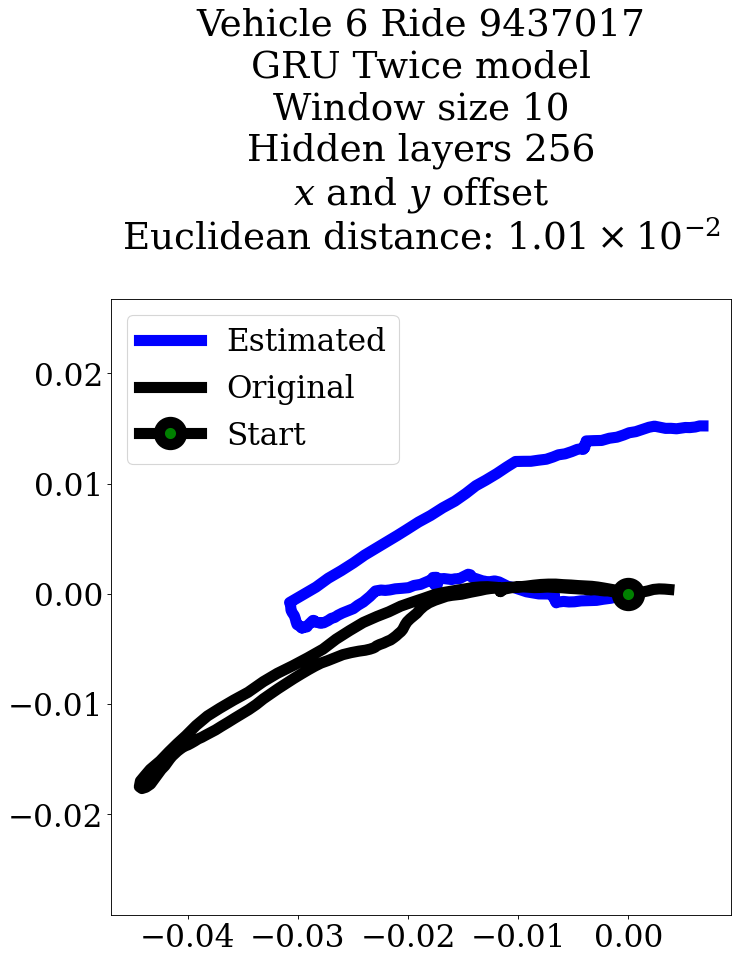 Vehicle 6 Ride 9437017
GRU Twice model
Window size 10
Hidden layers 256
x and y offset
Euclidean distance: 1.01 × 10⁻²
Estimated
Original
Start
0.02
0.01
0.00
−0.01
−0.02
−0.04 −0.03 −0.02 −0.01 0.00